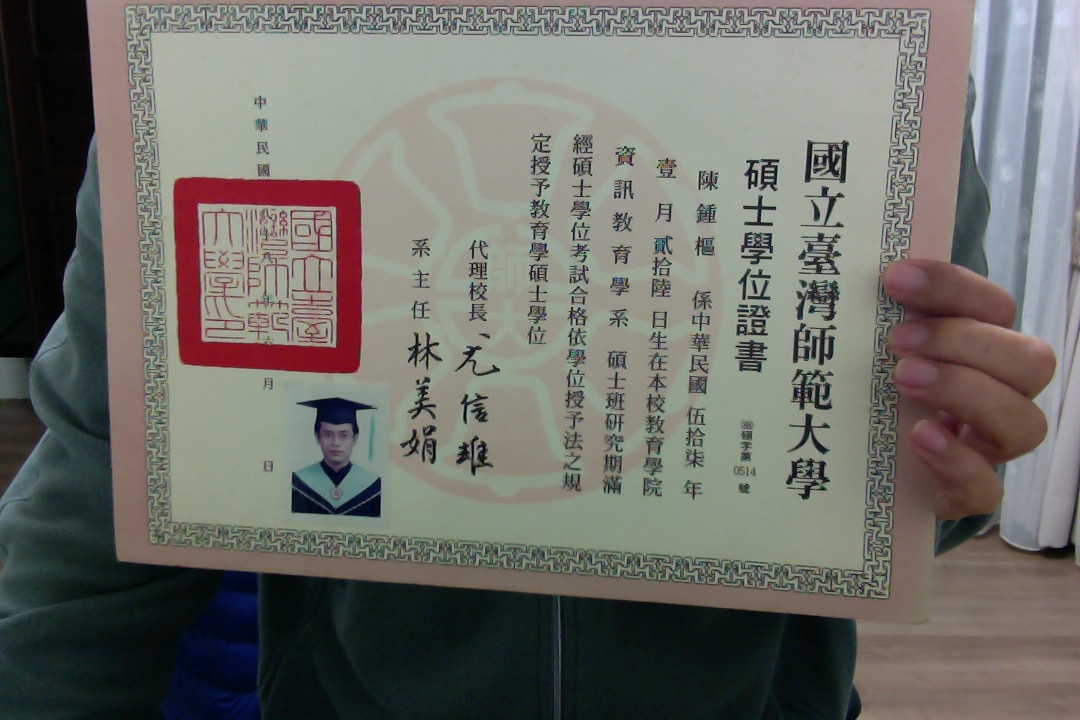 國立臺灣師範大學
碩士學位證書
碩字第
0514
號
陳鍾樞 係中華民國 伍拾柒 年
壹 月 貳拾陸 日生在本校教育學院
資訊教育學系 碩士班研究期滿
經碩士學位考試合格依學位授予法之規
定授予教育學碩士學位
代理校長 尤信雄
系主任 林美娟
中華民國 年 六 月 日
國立臺
灣師範
大學印